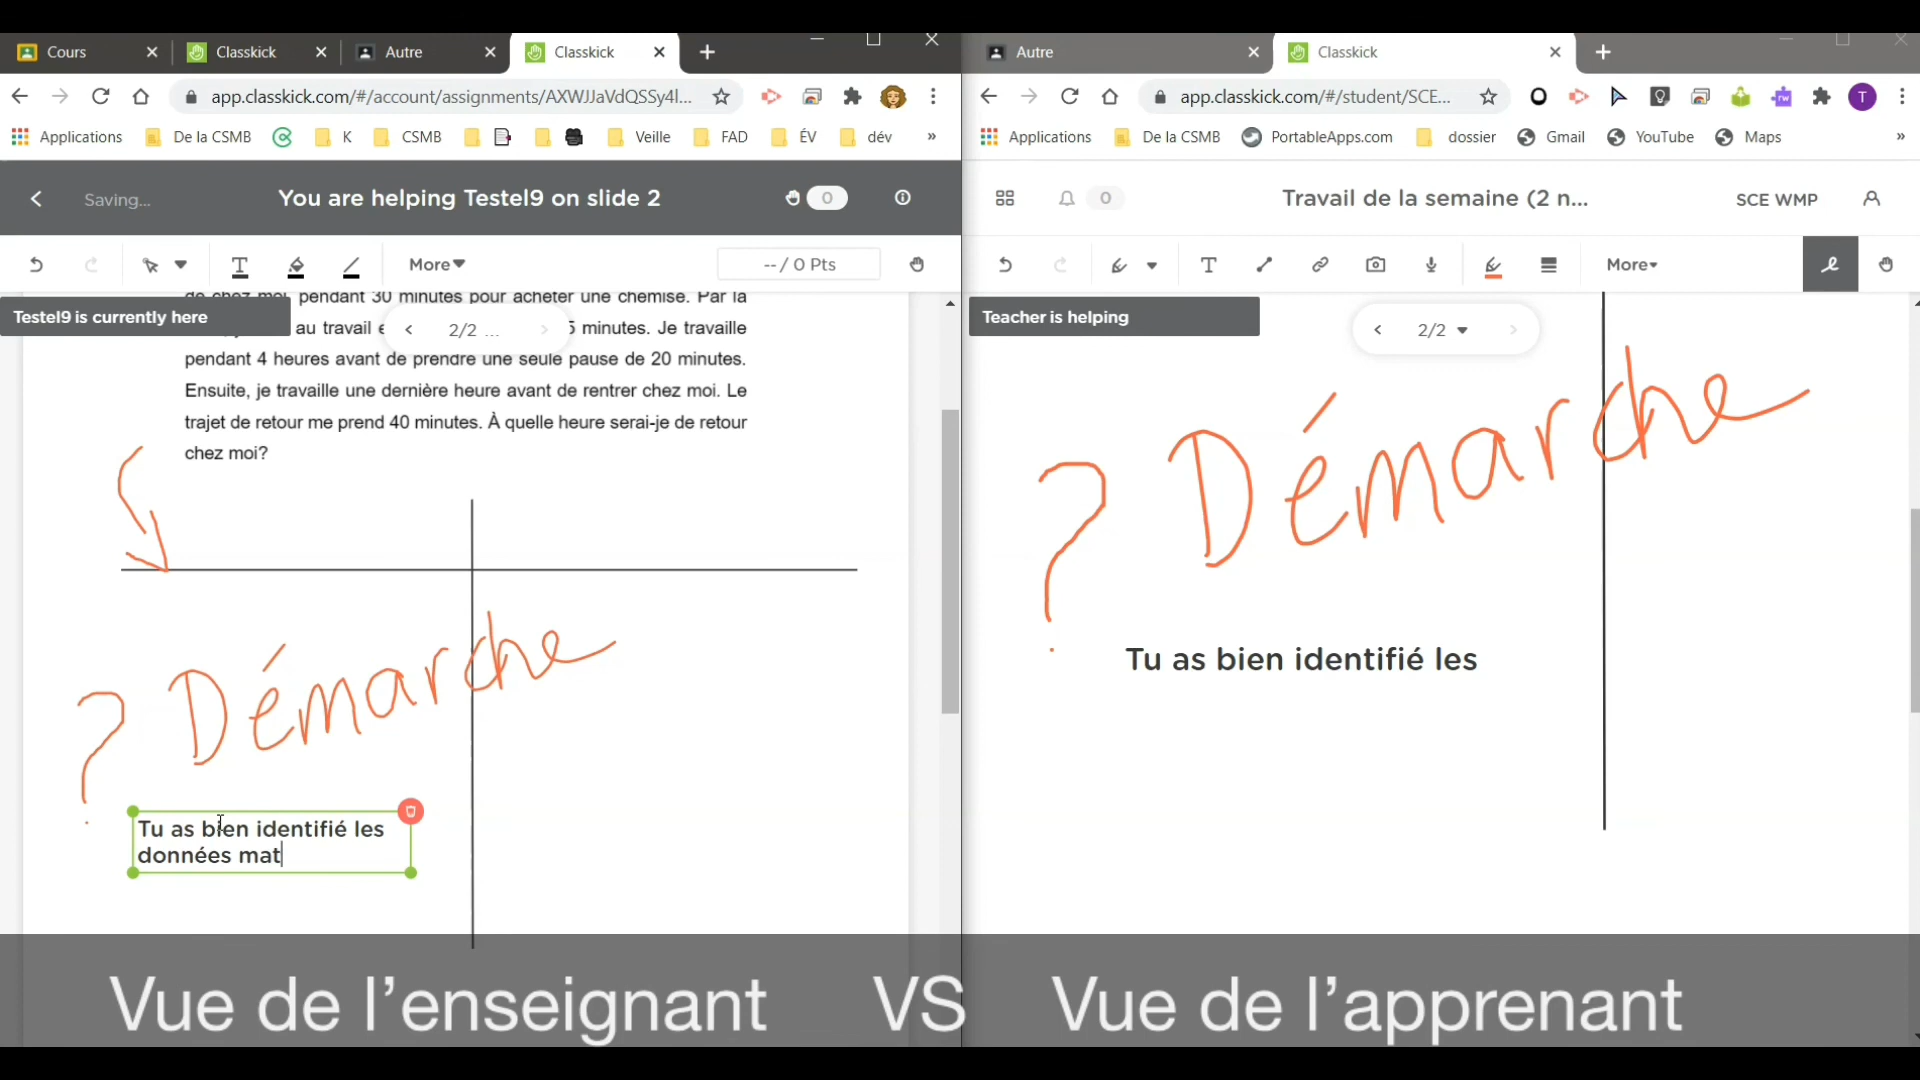 Cours
Classkick
Autre
Classkick
app.classkick.com/#/account/assignments/AXWJJaVdQSSy4l...
Applications
De la CSMB
K
CSMB
Veille
FAD
ÉV
dév
»
Saving...
You are helping Testel9 on slide 2
0
More
-- / 0 Pts
Testel9 is currently here
2/2 ...
pendant 30 minutes pour acheter une chemise. Par la
au travail 5 minutes. Je travaille
pendant 4 heures avant de prendre une seule pause de 20 minutes.
Ensuite, je travaille une dernière heure avant de rentrer chez moi. Le
trajet de retour me prend 40 minutes. À quelle heure serai-je de retour
chez moi?
? Démarche
Tu as bien identifié les
données mat
Autre
Classkick
app.classkick.com/#/student/SCE...
T
Applications
De la CSMB
PortableApps.com
dossier
Gmail
YouTube
Maps
»
0
Travail de la semaine (2 n...
SCE WMP
More
Teacher is helping
2/2
? Démarche
Tu as bien identifié les
Vue de l’enseignant VS Vue de l’apprenant